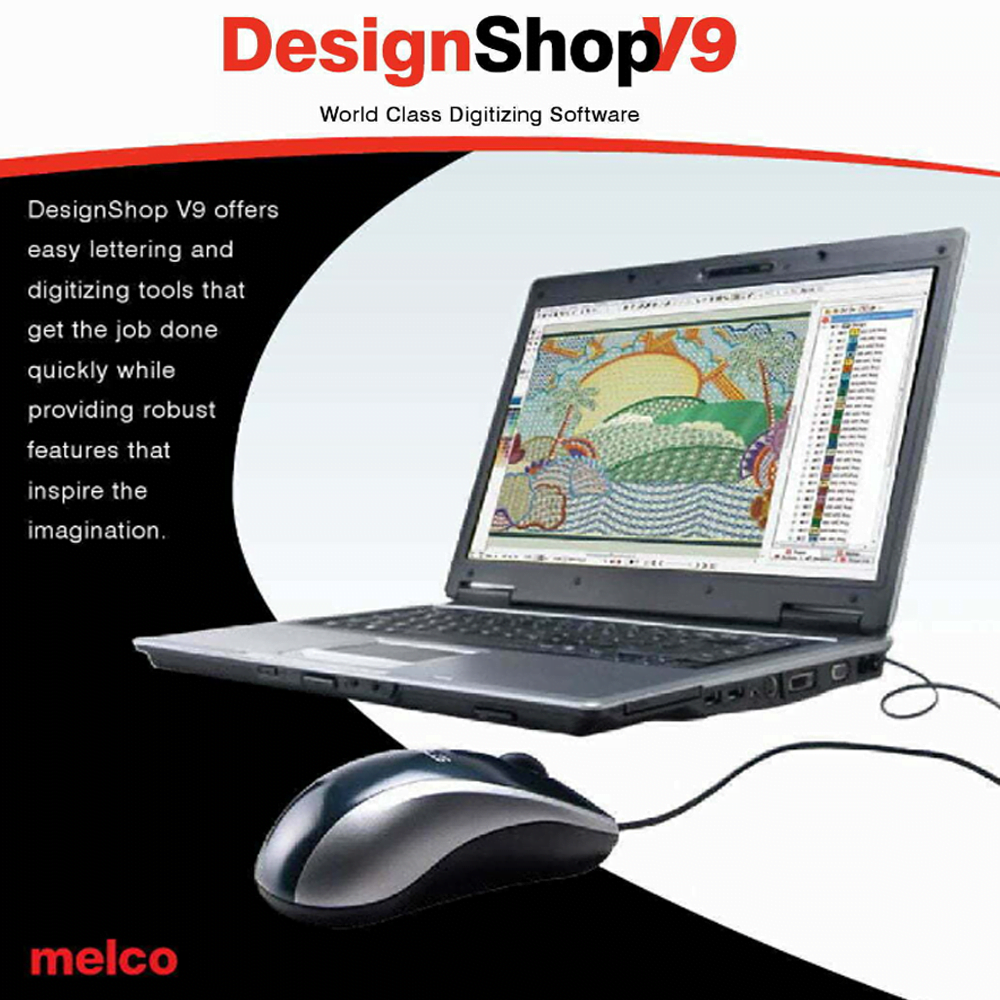 DesignShopV9
World Class Digitizing Software
DesignShop V9 offers
easy lettering and
digitizing tools that
get the job done
quickly while
providing robust
features that
inspire the
imagination.
melco